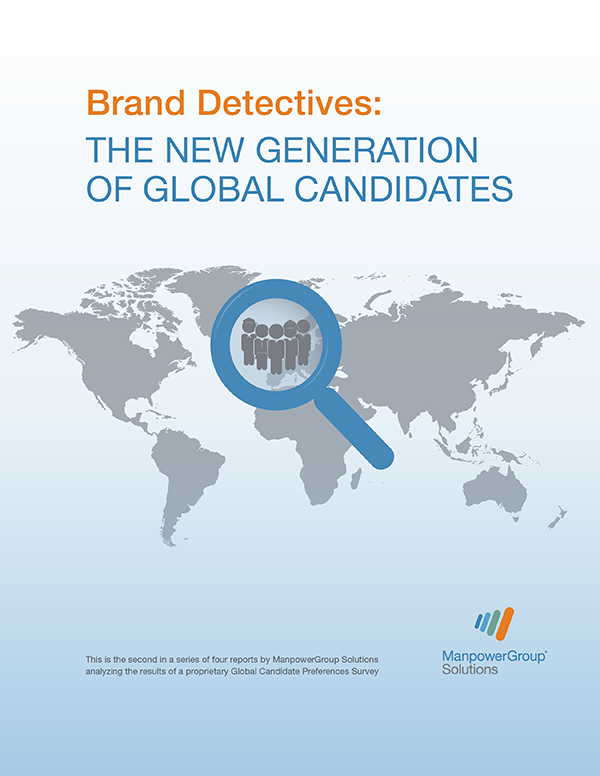 Brand Detectives:
THE NEW GENERATION
OF GLOBAL CANDIDATES
This is the second in a series of four reports by ManpowerGroup Solutions
analyzing the results of a proprietary Global Candidate Preferences Survey
ManpowerGroup®
Solutions